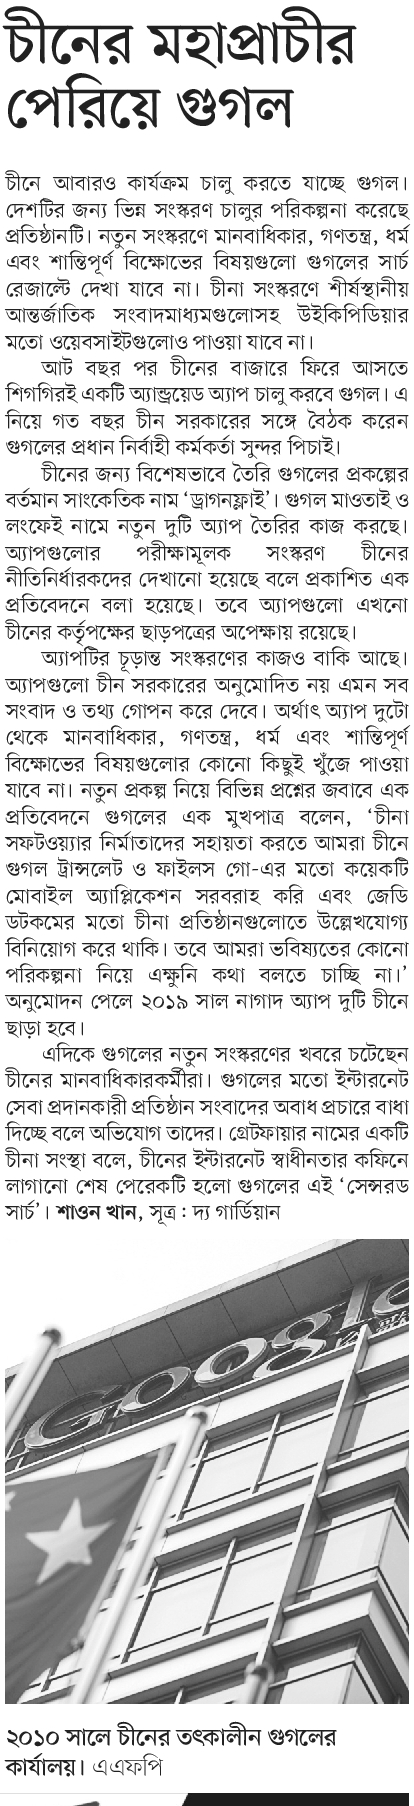 চীনের মহাপ্রাচীর
পেরিয়ে গুগল
চীনে আবারও কার্যক্রম চালু করতে যাচ্ছে গুগল।
দেশটির জন্য ভিন্ন সংস্করণ চালুর পরিকল্পনা করেছে
প্রতিষ্ঠানটি। নতুন সংস্করণে মানবাধিকার, গণতন্ত্র, ধর্ম
এবং শান্তিপূর্ণ বিক্ষোভের বিষয়গুলো গুগলের সার্চ
রেজাল্টে দেখা যাবে না। চীনা সংস্করণে শীর্ষস্থানীয়
আন্তর্জাতিক সংবাদমাধ্যমগুলোসহ উইকিপিডিয়ার
মতো ওয়েবসাইটগুলোও পাওয়া যাবে না।
আট বছর পর চীনের বাজারে ফিরে আসতে
শিগগিরই একটি অ্যান্ড্রয়েড অ্যাপ চালু করবে গুগল। এ
নিয়ে গত বছর চীন সরকারের সঙ্গে বৈঠক করেন
গুগলের প্রধান নির্বাহী কর্মকর্তা সুন্দর পিচাই।
চীনের জন্য বিশেষভাবে তৈরি গুগলের প্রকল্পের
বর্তমান সাংকেতিক নাম ‘ড্রাগনফ্লাই’। গুগল মাওতাই ও
লংফেই নামে নতুন দুটি অ্যাপ তৈরির কাজ করছে।
অ্যাপগুলোর পরীক্ষামূলক সংস্করণ চীনের
নীতিনির্ধারকদের দেখানো হয়েছে বলে প্রকাশিত এক
প্রতিবেদনে বলা হয়েছে। তবে অ্যাপগুলো এখনো
চীনের কর্তৃপক্ষের ছাড়পত্রের অপেক্ষায় রয়েছে।
অ্যাপটির চূড়ান্ত সংস্করণের কাজও বাকি আছে।
অ্যাপগুলো চীন সরকারের অনুমোদিত নয় এমন সব
সংবাদ ও তথ্য গোপন করে দেবে। অর্থাৎ অ্যাপ দুটো
থেকে মানবাধিকার, গণতন্ত্র, ধর্ম এবং শান্তিপূর্ণ
বিক্ষোভের বিষয়গুলোর কোনো কিছুই খুঁজে পাওয়া
যাবে না। নতুন প্রকল্প নিয়ে বিভিন্ন প্রশ্নের জবাবে এক
প্রতিবেদনে গুগলের এক মুখপাত্র বলেন, ‘চীনা
সফটওয়্যার নির্মাতাদের সহায়তা করতে আমরা চীনে
গুগল ট্রান্সলেট ও ফাইলস গো-এর মতো কয়েকটি
মোবাইল অ্যাপ্লিকেশন সরবরাহ করি এবং জেডি
ডটকমের মতো চীনা প্রতিষ্ঠানগুলোতে উল্লেখযোগ্য
বিনিয়োগ করে থাকি। তবে আমরা ভবিষ্যতের কোনো
পরিকল্পনা নিয়ে এক্ষুনি কথা বলতে চাচ্ছি না।’
অনুমোদন পেলে ২০১৯ সাল নাগাদ অ্যাপ দুটি চীনে
ছাড়া হবে।
এদিকে গুগলের নতুন সংস্করণের খবরে চটেছেন
চীনের মানবাধিকারকর্মীরা। গুগলের মতো ইন্টারনেট
সেবা প্রদানকারী প্রতিষ্ঠান সংবাদের অবাধ প্রচারে বাধা
দিচ্ছে বলে অভিযোগ তাদের। গ্রেটফায়ার নামের একটি
চীনা সংস্থা বলে, চীনের ইন্টারনেট স্বাধীনতার কফিনে
লাগানো শেষ পেরেকটি হলো গুগলের এই ‘সেন্সরড
সার্চ’। শাওন খান, সূত্র : দ্য গার্ডিয়ান
Google
২০১০ সালে চীনের তৎকালীন গুগলের
কার্যালয়। এএফপি